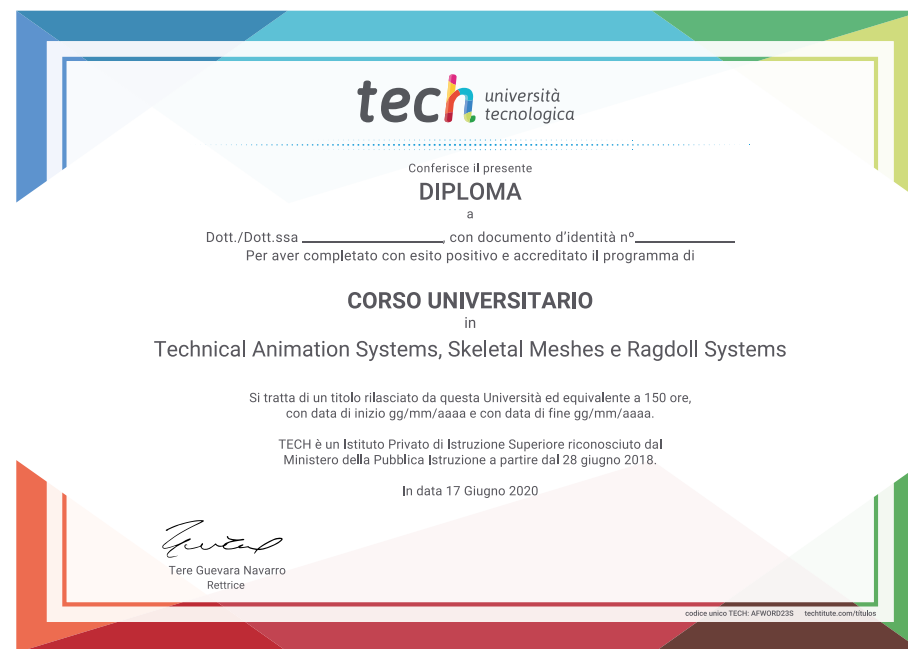 tech università
tecnologica
Conferisce il presente
DIPLOMA
a
Dott./Dott.ssa ____________________, con documento d'identità nº______________
Per aver completato con esito positivo e accreditato il programma di
CORSO UNIVERSITARIO
in
Technical Animation Systems, Skeletal Meshes e Ragdoll Systems
Si tratta di un titolo rilasciato da questa Università ed equivalente a 150 ore,
con data di inizio gg/mm/aaaa e con data di fine gg/mm/aaaa.
TECH è un Istituto Privato di Istruzione Superiore riconosciuto dal
Ministero della Pubblica Istruzione a partire dal 28 giugno 2018.
In data 17 Giugno 2020
Tere Guevara Navarro
Rettrice
codice unico TECH: AFWORD23S techtitute.com/titulos